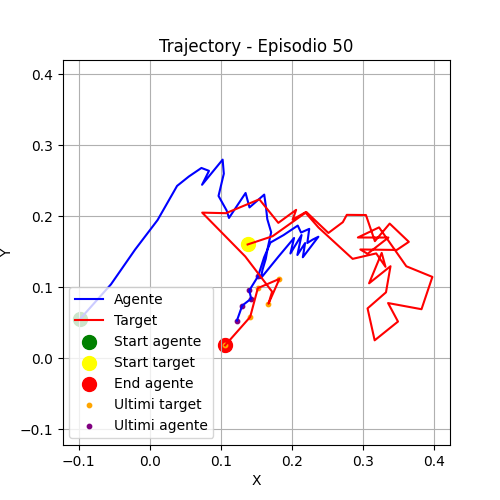 Trajectory - Episodio 50
0.4
0.3
0.2
0.1
0.0
−0.1
Y
Agente
Target
Start agente
Start target
End agente
Ultimi target
Ultimi agente
−0.1
0.0
0.1
0.2
0.3
0.4
X